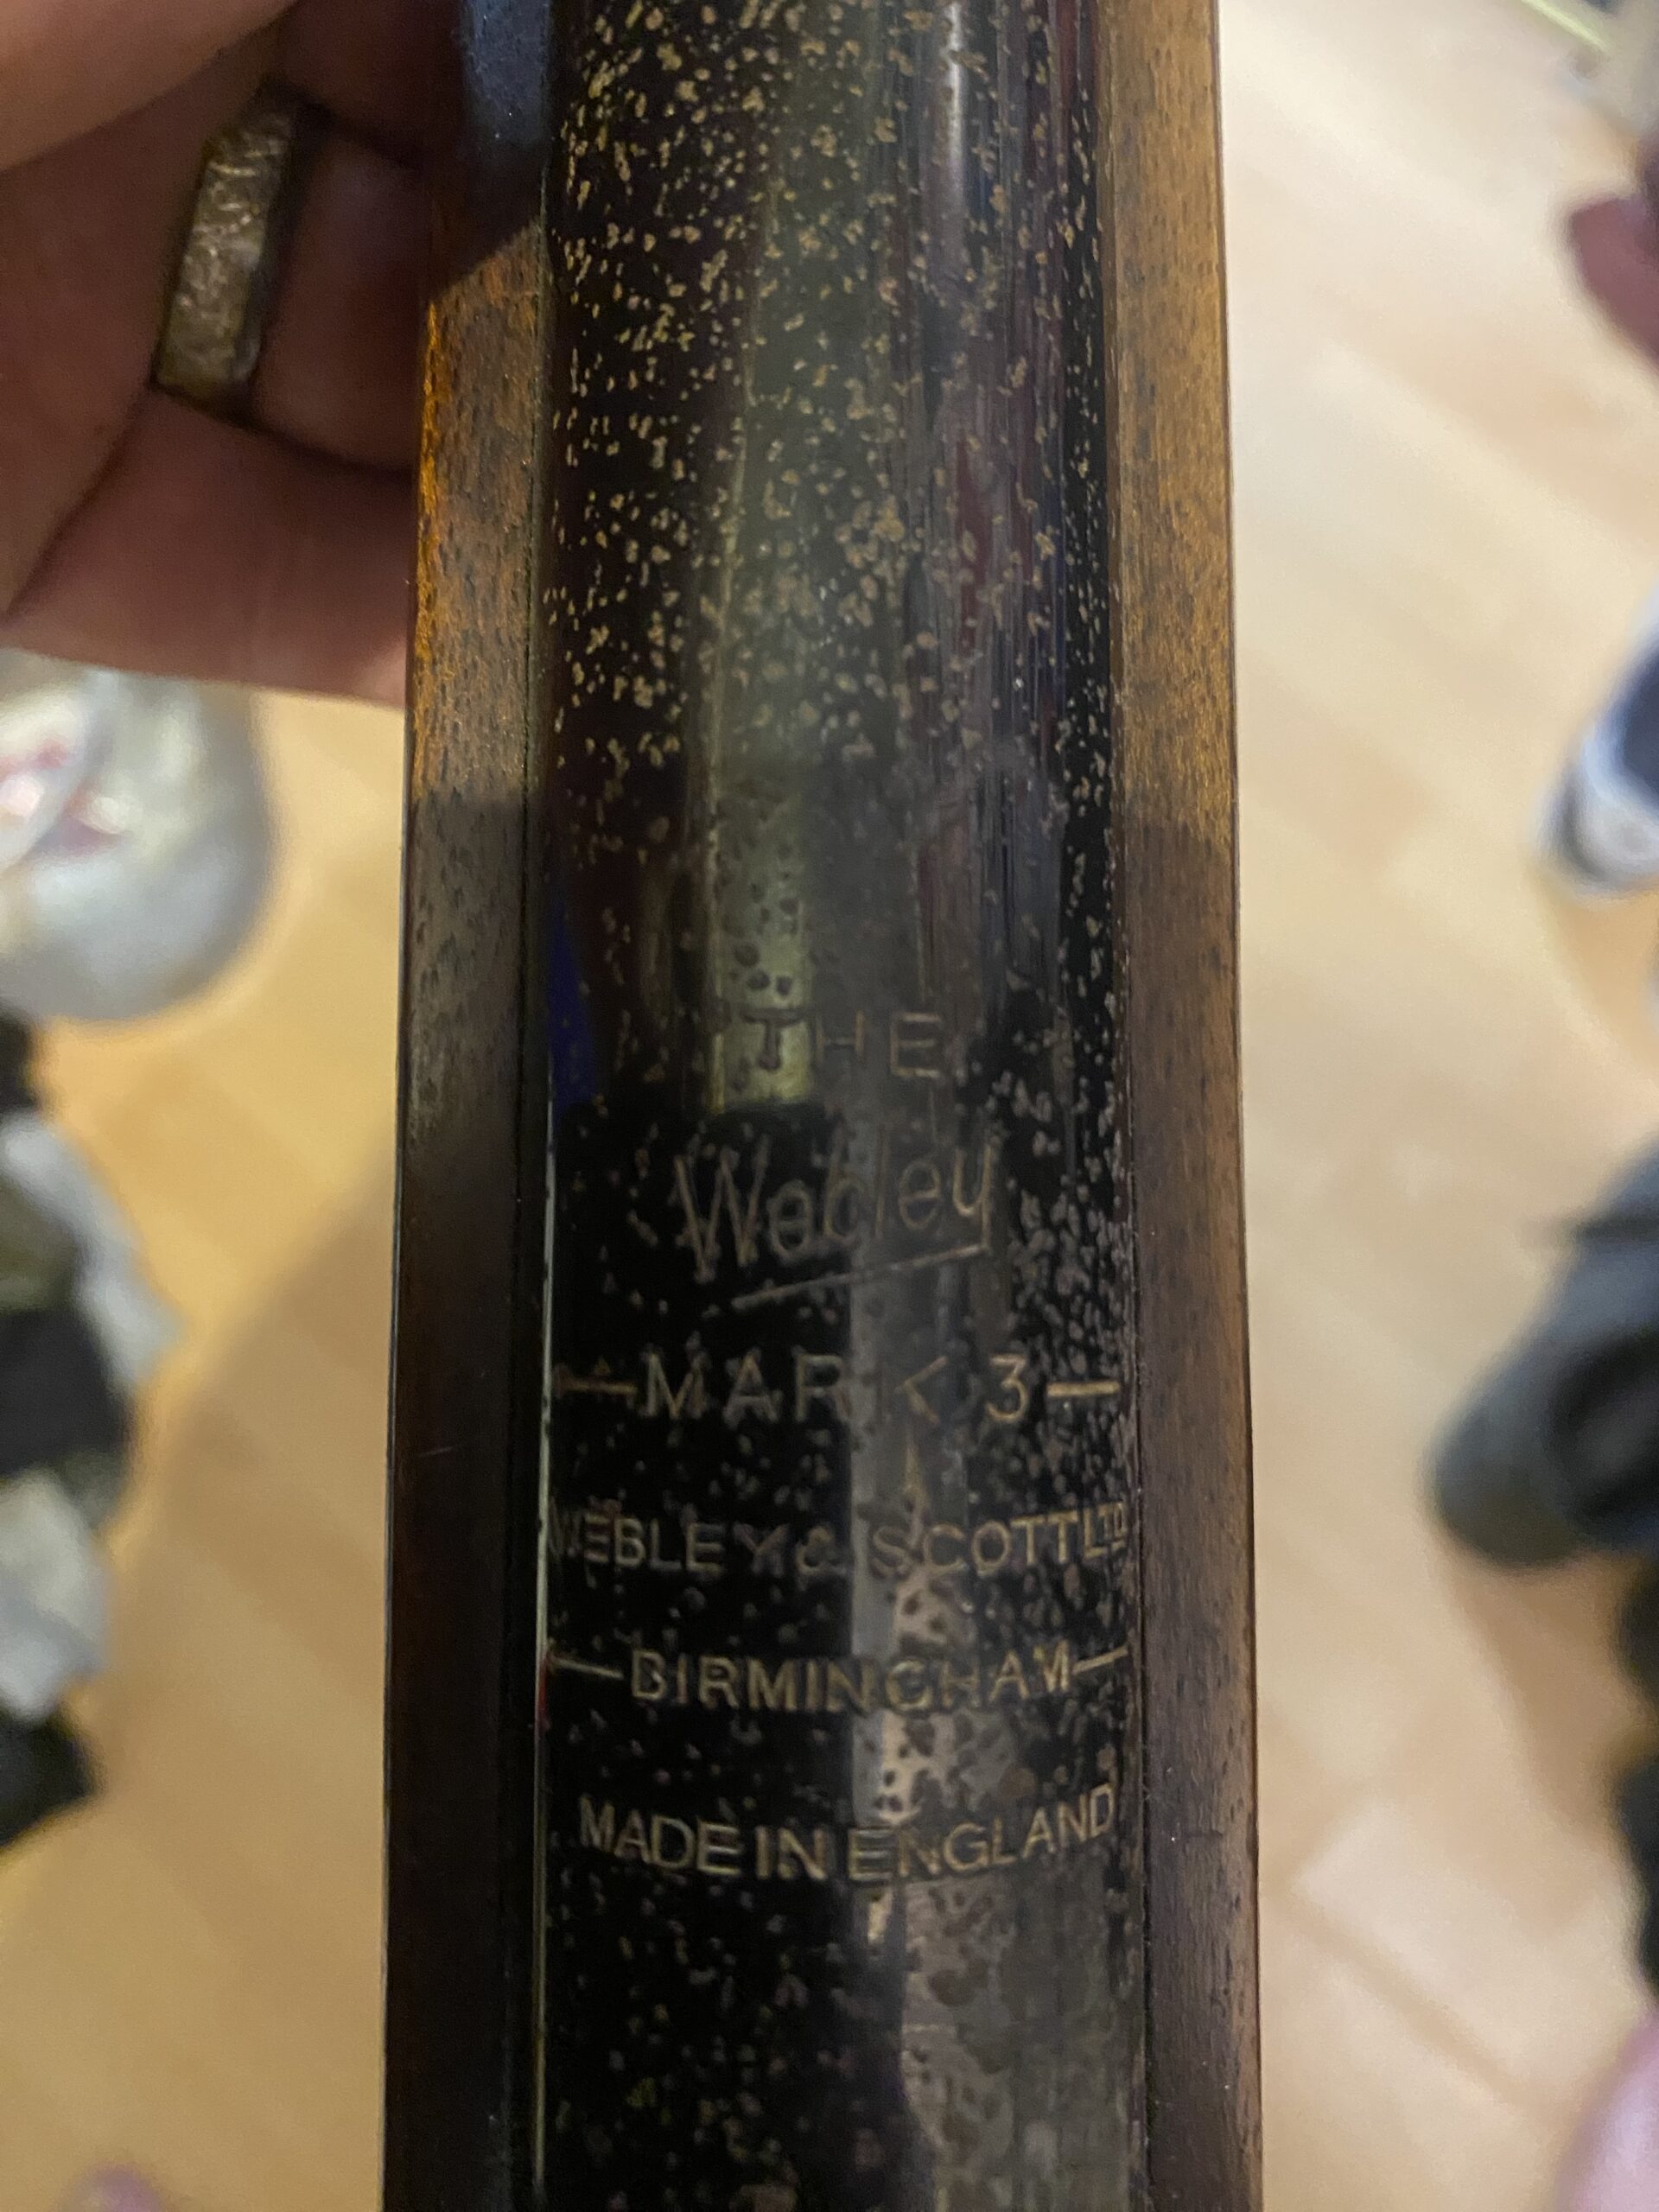 THE
Webley
—MARK 3—
WEBLEY & SCOTT LTD
—BIRMINGHAM—
MADE IN ENGLAND